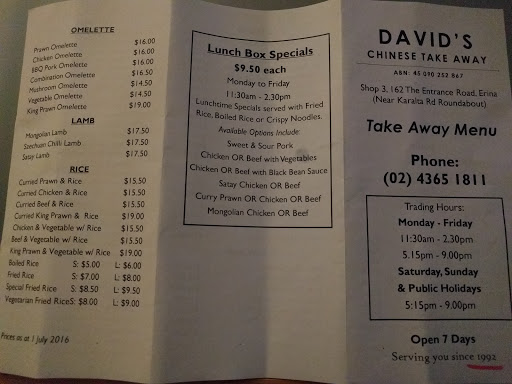 OMELETTE
Prawn Omelette $16.00
Chicken Omelette $16.00
BBQ Pork Omelette $16.00
Combination Omelette $16.50
Mushroom Omelette $14.50
Vegetable Omelette $14.50
King Prawn Omelette $19.00
LAMB
Mongolian Lamb $17.50
Szechuan Chilli Lamb $17.50
Satay Lamb $17.50
RICE
Curried Prawn & Rice $15.50
Curried Chicken & Rice $15.50
Curried Beef & Rice $15.50
Curried King Prawn & Rice $19.00
Chicken & Vegetable w/ Rice $15.50
Beef & Vegetable w/ Rice $15.50
King Prawn & Vegetable w/ Rice $19.00
Boiled Rice S: $5.00 L: $6.00
Fried Rice S: $7.00 L: $8.00
Special Fried Rice S: $8.50 L: $9.50
Vegetarian Fried Rice S: $8.00 L: $9.00
Prices as at 1 July 2016
Lunch Box Specials
$9.50 each
Monday to Friday
11:30am - 2.30pm
Lunchtime Specials served with Fried
Rice, Boiled Rice or Crispy Noodles.
Available Options Include:
Sweet & Sour Pork
Chicken OR Beef with Vegetables
Chicken OR Beef with Black Bean Sauce
Satay Chicken OR Beef
Curry Prawn OR Chicken OR Beef
Mongolian Chicken OR Beef
DAVID'S
CHINESE TAKE AWAY
ABN: 45 090 252 867
Shop 3, 162 The Entrance Road, Erina
(Near Karalta Rd Roundabout)
Take Away Menu
Phone:
(02) 4365 1811
Trading Hours:
Monday - Friday
11:30am - 2.30pm
5.15pm - 9.00pm
Saturday, Sunday
& Public Holidays
5:15pm - 9.00pm
Open 7 Days
Serving you since 1992